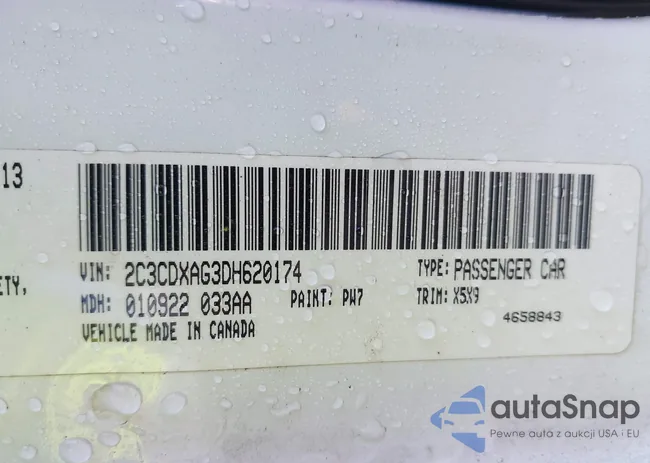 13
ETY,
VIN: 2C3CDXAG3DH620174 TYPE: PASSENGER CAR
MDH: 010922 033AA PAINT: PW7 TRIM: X5X9
VEHICLE MADE IN CANADA 4658843
autaSnap
Pewne auta z aukcji USA i EU